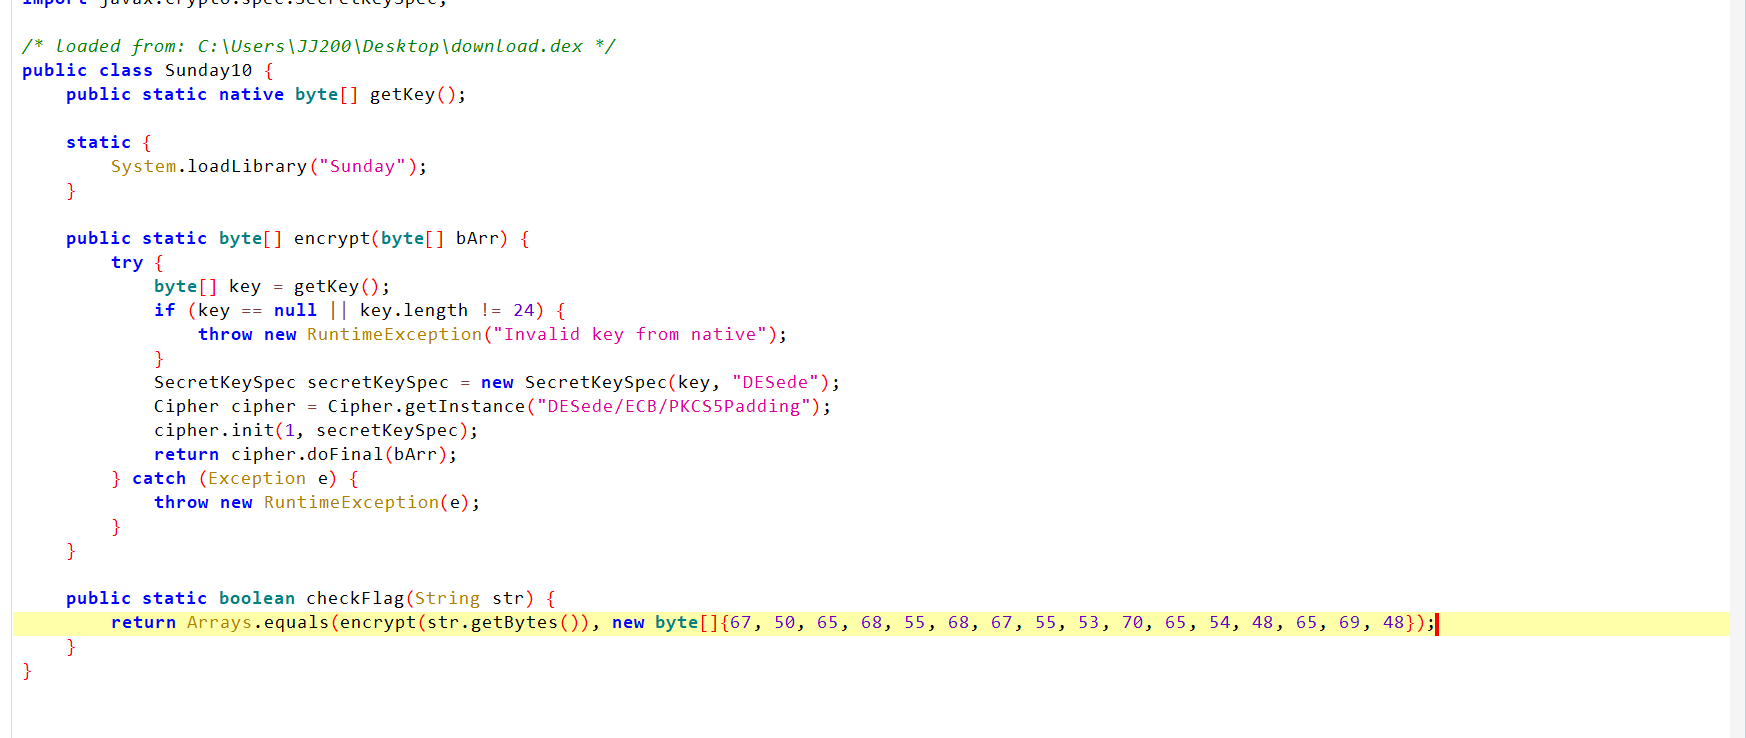 import javax.crypto.spec.SecretKeySpec;
/* loaded from: C:\Users\JJ200\Desktop\download.dex */
public class Sunday10 {
    public static native byte[] getKey();
    static {
        System.loadLibrary("Sunday");
    }
    public static byte[] encrypt(byte[] bArr) {
        try {
            byte[] key = getKey();
            if (key == null || key.length != 24) {
                throw new RuntimeException("Invalid key from native");
            }
            SecretKeySpec secretKeySpec = new SecretKeySpec(key, "DESede");
            Cipher cipher = Cipher.getInstance("DESede/ECB/PKCS5Padding");
            cipher.init(1, secretKeySpec);
            return cipher.doFinal(bArr);
        } catch (Exception e) {
            throw new RuntimeException(e);
        }
    }
    public static boolean checkFlag(String str) {
        return Arrays.equals(encrypt(str.getBytes()), new byte[]{67, 50, 65, 68, 55, 68, 67, 55, 53, 70, 65, 54, 48, 65, 69, 48});
    }
}